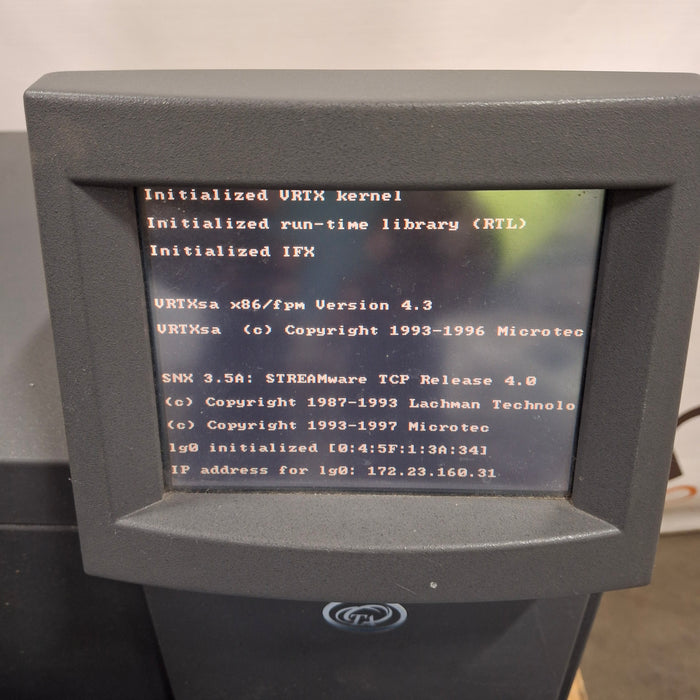 Initialized VRTX kernel
Initialized run-time library (RTL)
Initialized IFX
VRTXsa x86/fpm Version 4.3
VRTXsa (c) Copyright 1993-1996 Microtec
SNX 3.5A: STREAMware TCP Release 4.0
(c) Copyright 1987-1993 Lachman Technolo
(c) Copyright 1993-1997 Microtec
lg0 initialized [0:4:5F:1:3A:34]
IP address for lg0: 172.23.160.31
TA